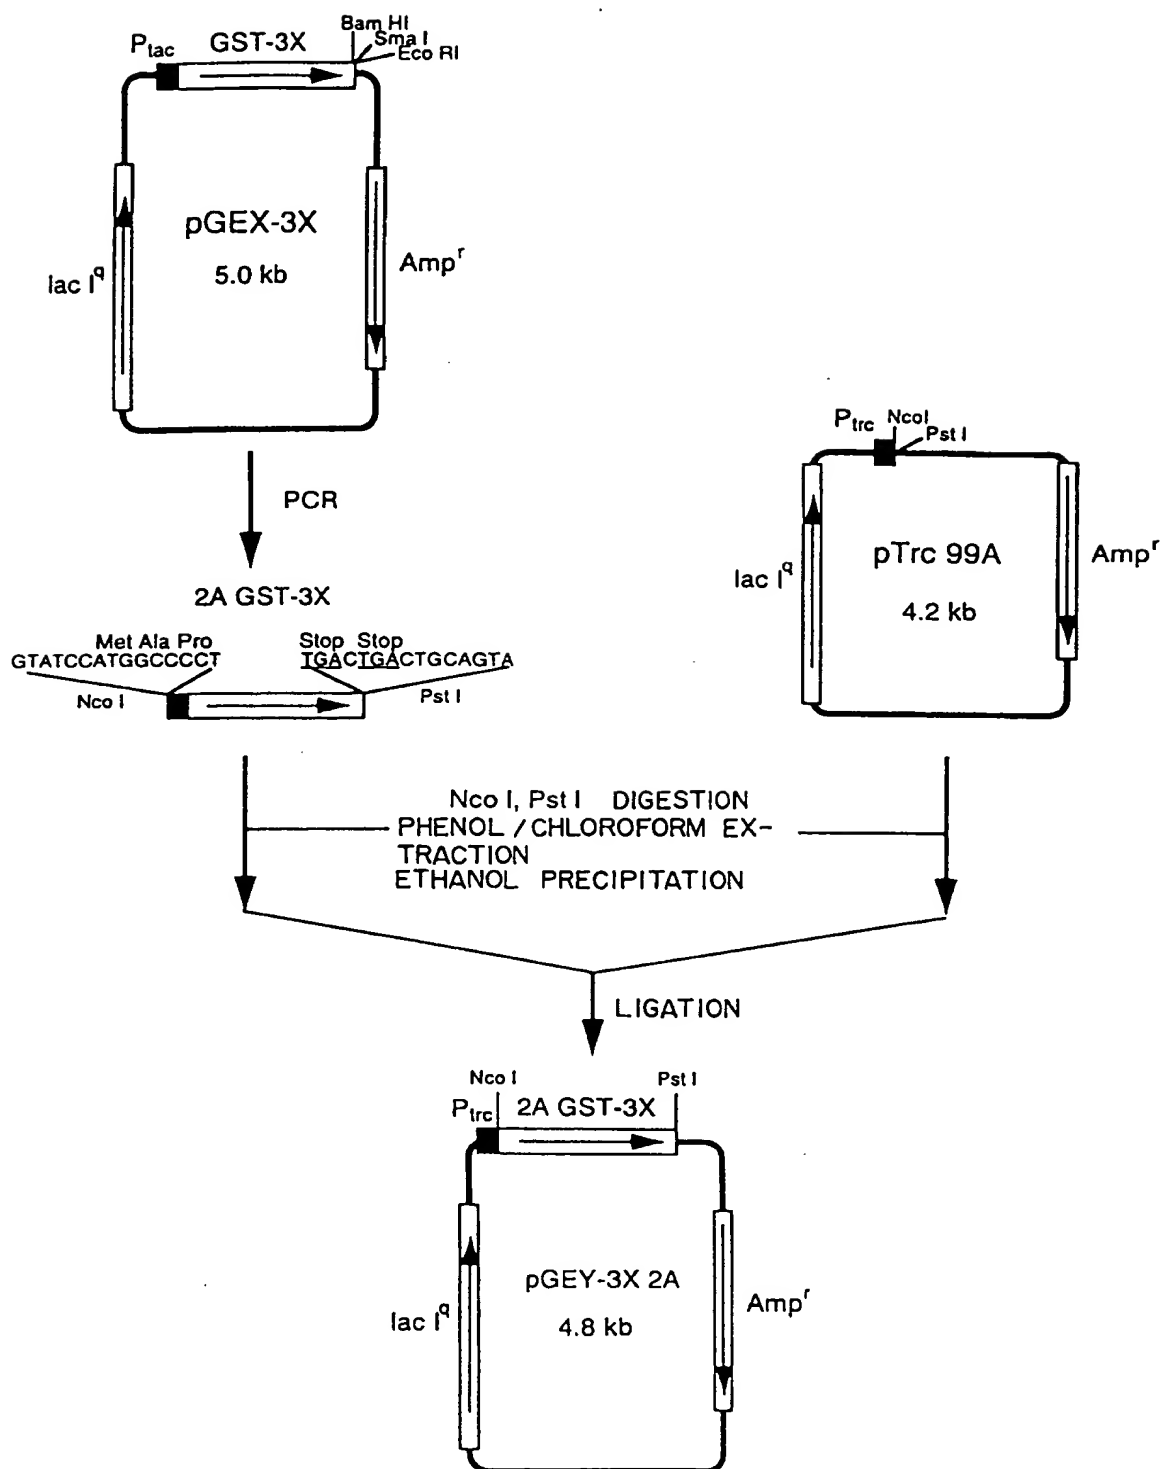 Bam HI
Sma I
Eco RI
P_tac
GST-3X
pGEX-3X
5.0 kb
lac I^q
Amp^r
PCR
2A GST-3X
Met Ala Pro
GTATCCATGGCCCCT
Stop Stop
TGACTGACTGCAGTA
Nco I
Pst I
P_trc
NcoI
Pst I
pTrc 99A
4.2 kb
lac I^q
Amp^r
Nco I, Pst I DIGESTION
PHENOL / CHLOROFORM EX-
TRACTION
ETHANOL PRECIPITATION
LIGATION
Nco I
Pst I
P_trc
2A GST-3X
pGEY-3X 2A
4.8 kb
lac I^q
Amp^r